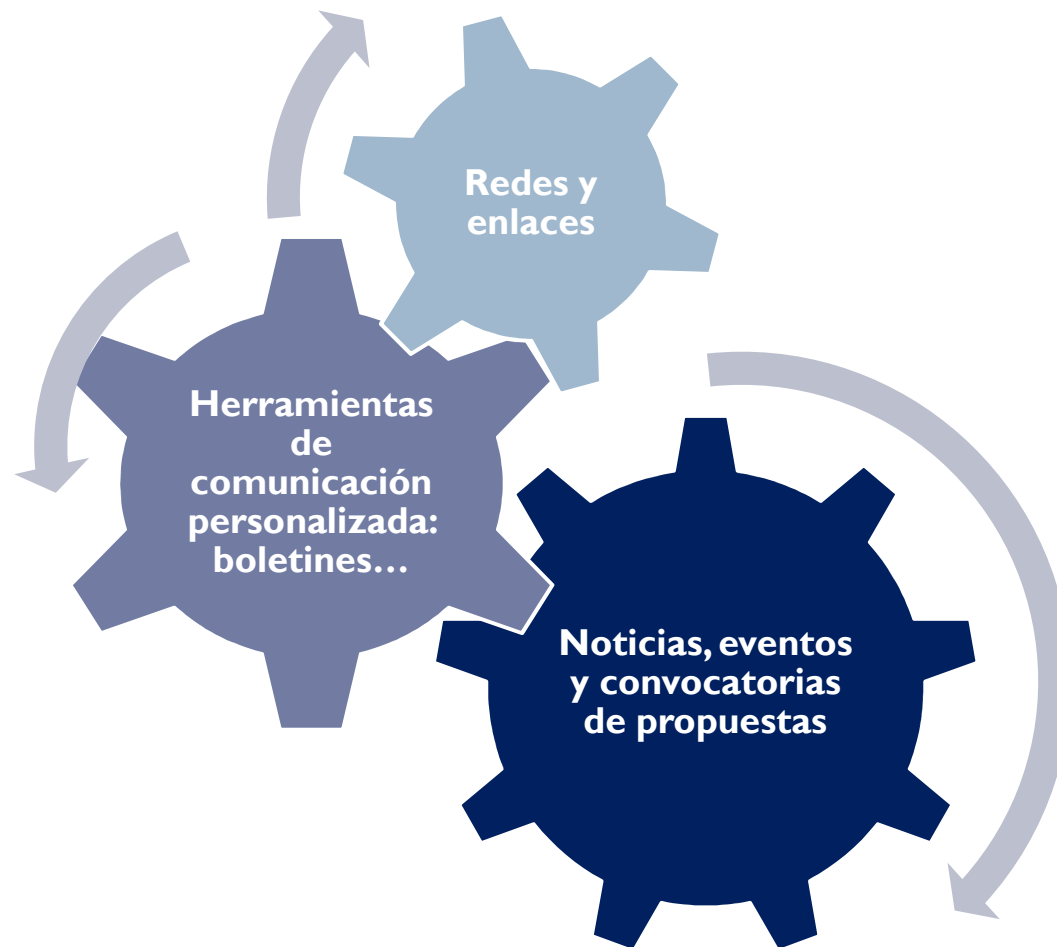 Redes y
enlaces
Herramientas
de
comunicación
personalizada:
boletines…
Noticias, eventos
y convocatorias
de propuestas